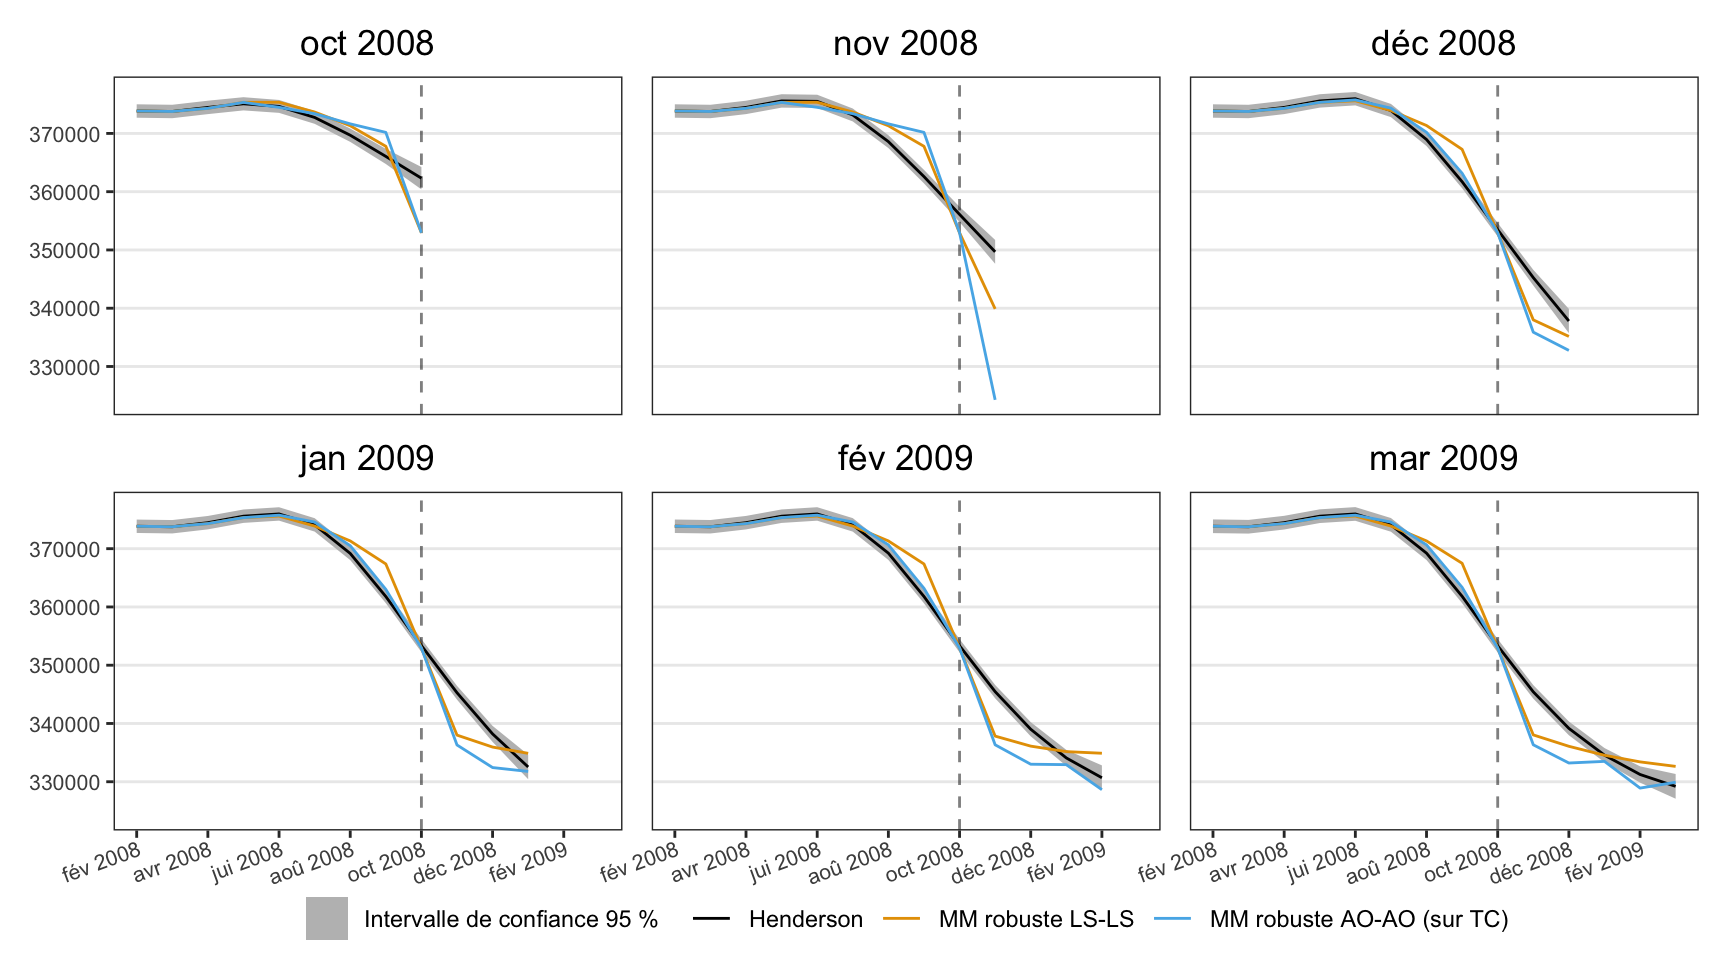 oct 2008
nov 2008
déc 2008
370000
360000
350000
340000
330000
jan 2009
fév 2009
mar 2009
370000
360000
350000
340000
330000
fév 2008 avr 2008 jui 2008 aoû 2008 oct 2008 déc 2008 fév 2009
fév 2008 avr 2008 jui 2008 aoû 2008 oct 2008 déc 2008 fév 2009
fév 2008 avr 2008 jui 2008 aoû 2008 oct 2008 déc 2008 fév 2009
Intervalle de confiance 95 % Henderson MM robuste LS-LS MM robuste AO-AO (sur TC)